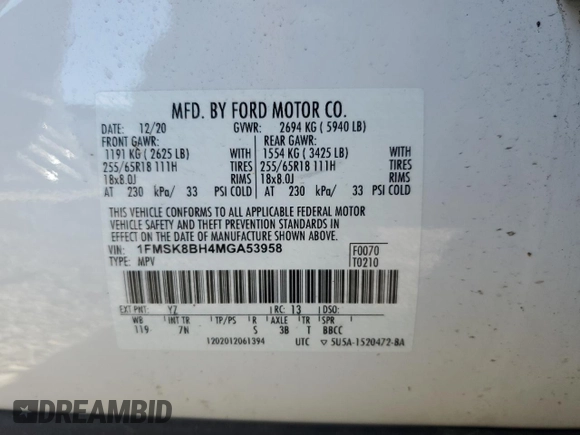 MFD. BY FORD MOTOR CO.
DATE: 12/20 GVWR: 2694 KG ( 5940 LB)
FRONT GAWR: REAR GAWR:
1191 KG ( 2625 LB) WITH 1554 KG ( 3425 LB) WITH
255/65R18 111H TIRES 255/65R18 111H TIRES
18x8.0J RIMS 18x8.0J RIMS
AT 230 kPa/ 33 PSI COLD AT 230 kPa/ 33 PSI COLD
THIS VEHICLE CONFORMS TO ALL APPLICABLE FEDERAL MOTOR
VEHICLE SAFETY AND BUMPER STANDARDS IN
EFFECT ON THE DATE OF MANUFACTURE SHOWN ABOVE.
VIN: 1FMSK8BH4MGA53958 F0070
TYPE: MPV T0210
EXT PNT: YZ RC: 13 DSO:
WB INT TR TP/PS R AXLE TR SPR
119 7N S 3B T BBCC
1202012061394 UTC ▽ 5U5A-1520472-BA
DREAMBID